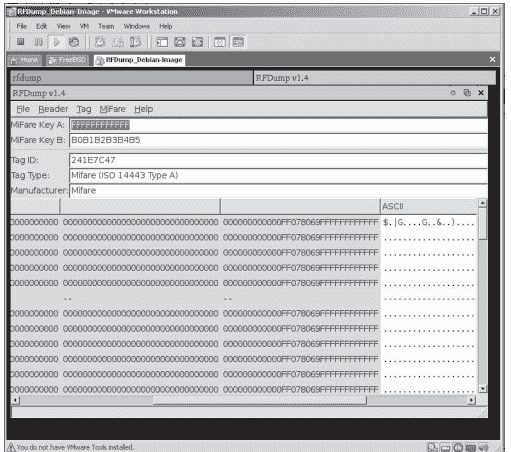 RFDump_Debian-Image - VMware Workstation
File Edit View VM Team Windows Help
Home FreeBSD RFDump_Debian-Image
rfdump RFDump v1.4
RFDump v1.4
File Reader Tag MiFare Help
MiFare Key A: FFFFFFFFFFFF
MiFare Key B: B0B1B2B3B4B5
Tag ID: 241E7C47
Tag Type: Mifare (ISO 14443 Type A)
Manufacturer: Mifare
ASCII
0000000000 00000000000000000000000000000000 000000000000FF078069FFFFFFFFFFFF $.|G....G..&..)....
0000000000 00000000000000000000000000000000 000000000000FF078069FFFFFFFFFFFF ...................
0000000000 00000000000000000000000000000000 000000000000FF078069FFFFFFFFFFFF ...................
0000000000 00000000000000000000000000000000 000000000000FF078069FFFFFFFFFFFF ...................
0000000000 00000000000000000000000000000000 000000000000FF078069FFFFFFFFFFFF ...................
-- -- -------------------
0000000000 00000000000000000000000000000000 000000000000FF078069FFFFFFFFFFFF ...................
0000000000 00000000000000000000000000000000 000000000000FF078069FFFFFFFFFFFF ...................
0000000000 00000000000000000000000000000000 000000000000FF078069FFFFFFFFFFFF ...................
0000000000 00000000000000000000000000000000 000000000000FF078069FFFFFFFFFFFF ...................
0000000000 00000000000000000000000000000000 000000000000FF078069FFFFFFFFFFFF ...................
0000000000 00000000000000000000000000000000 000000000000FF078069FFFFFFFFFFFF ...................
You do not have VMware Tools installed.